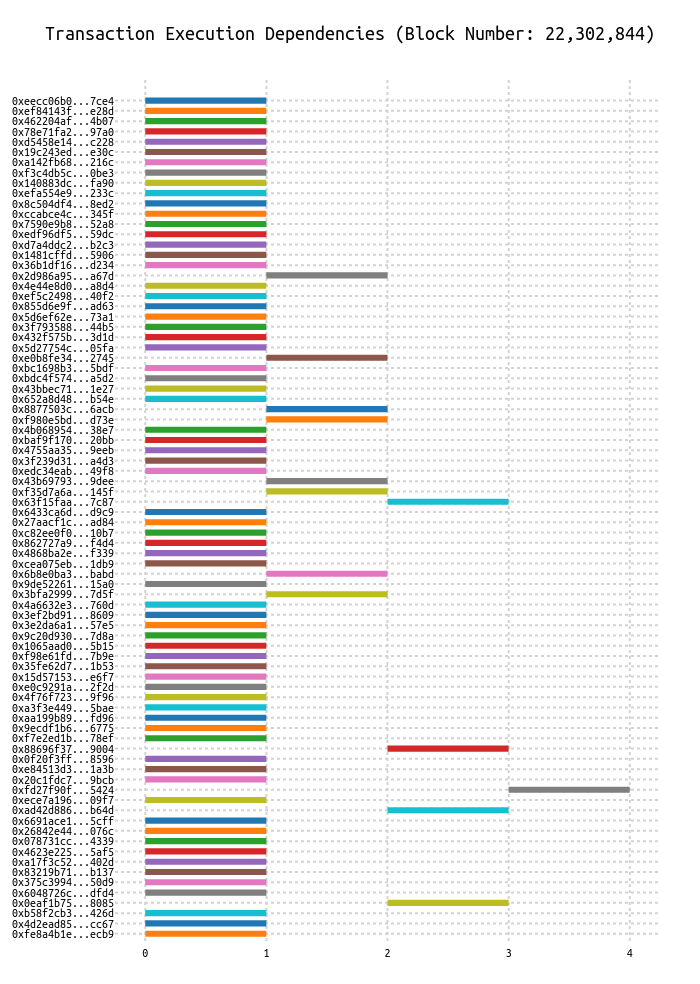 Transaction Execution Dependencies (Block Number: 22,302,844)
0xeecc06b0...7ce4
0xef84143f...e28d
0x462204af...4b07
0x78e71fa2...97a0
0xd5458e14...c228
0x19c243ed...e30c
0xa142fb68...216c
0xf3c4db5c...0be3
0x140883dc...fa90
0xefa554e9...233c
0x8c504df4...8ed2
0xccabce4c...345f
0x7590e9b8...52a8
0xedf96df5...59dc
0xd7a4ddc2...b2c3
0x1481cffd...5906
0x36b1df16...d234
0x2d986a95...a67d
0x4e44e8d0...a8d4
0xef5c2498...40f2
0x855d6e9f...ad63
0x5d6ef62e...73a1
0x3f793588...44b5
0x432f575b...3d1d
0x5d27754c...05fa
0xe0b8fe34...2745
0xbc1698b3...5bdf
0xbdc4f574...a5d2
0x43bbec71...1e27
0x652a8d48...b54e
0x8877503c...6acb
0xf980e5bd...d73e
0x4b068954...38e7
0xbaf9f170...20bb
0x4755aa35...9eeb
0x3f239d31...a4d3
0xedc34eab...49f8
0x43b69793...9dee
0xf35d7a6a...145f
0x63f15faa...7c87
0x6433ca6d...d9c9
0x27aacf1c...ad84
0xc82ee0f0...10b7
0x862727a9...f4d4
0x4868ba2e...f339
0xcea075eb...1db9
0x6b8e0ba3...babd
0x9de52261...15a0
0x3bfa2999...7d5f
0x4a6632e3...760d
0x3ef2bd91...8609
0x3e2da6a1...57e5
0x9c20d930...7d8a
0x1065aad0...5b15
0xf98e61fd...7b9e
0x35fe62d7...1b53
0x15d57153...e6f7
0xe0c9291a...2f2d
0x4f76f723...9f96
0xa3f3e449...5bae
0xaa199b89...fd96
0x9ecdf1b6...6775
0xf7e2ed1b...78ef
0x88696f37...9004
0x0f20f3ff...8596
0xe84513d3...1a3b
0x20c1fdc7...9bcb
0xfd27f90f...5424
0xece7a196...09f7
0xad42d886...b64d
0x6691ace1...5cff
0x26842e44...076c
0x078731cc...4339
0x4623e225...5af5
0xa17f3c52...402d
0x83219b71...b137
0x375c3994...50d9
0x6048726c...dfd4
0x0eaf1b75...8085
0xb58f2cb3...426d
0x4d2ead85...cc67
0xfe8a4b1e...ecb9
0 1 2 3 4